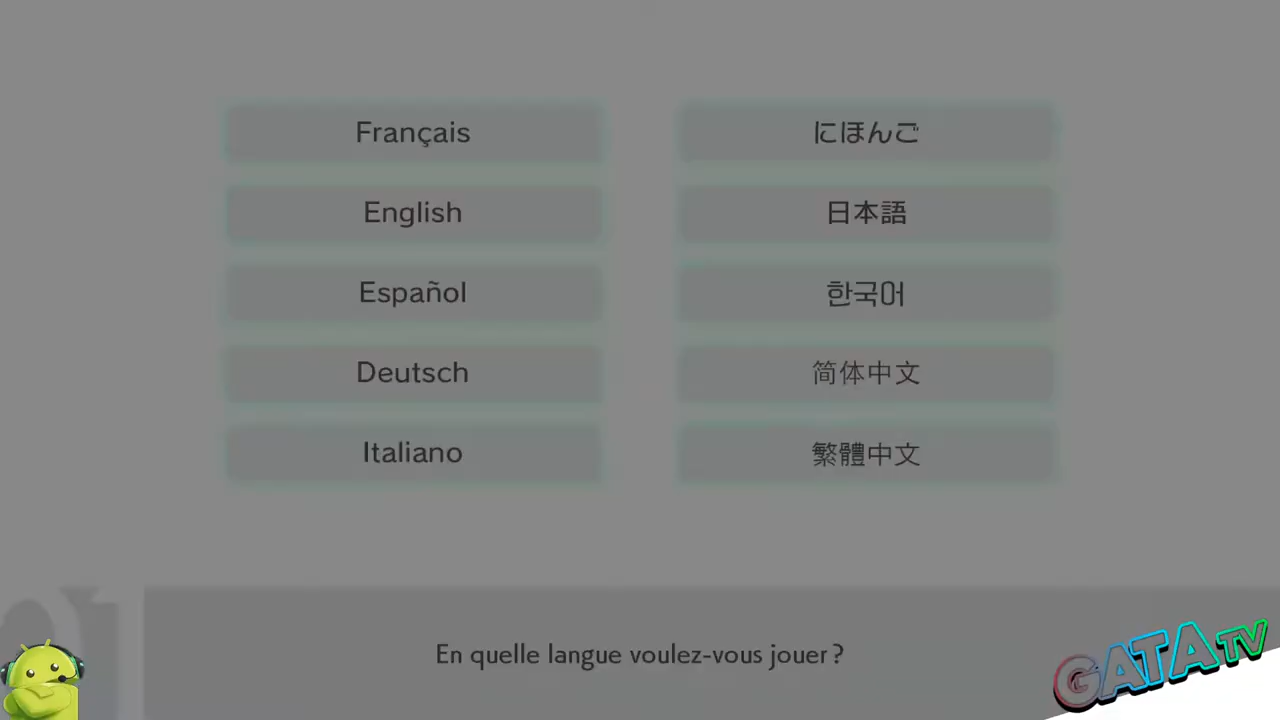 Français
English
Español
Deutsch
Italiano
にほんご
日本語
한국어
简体中文
繁體中文
01
En quelle langue voulez-vous jouer ?
GATA TV